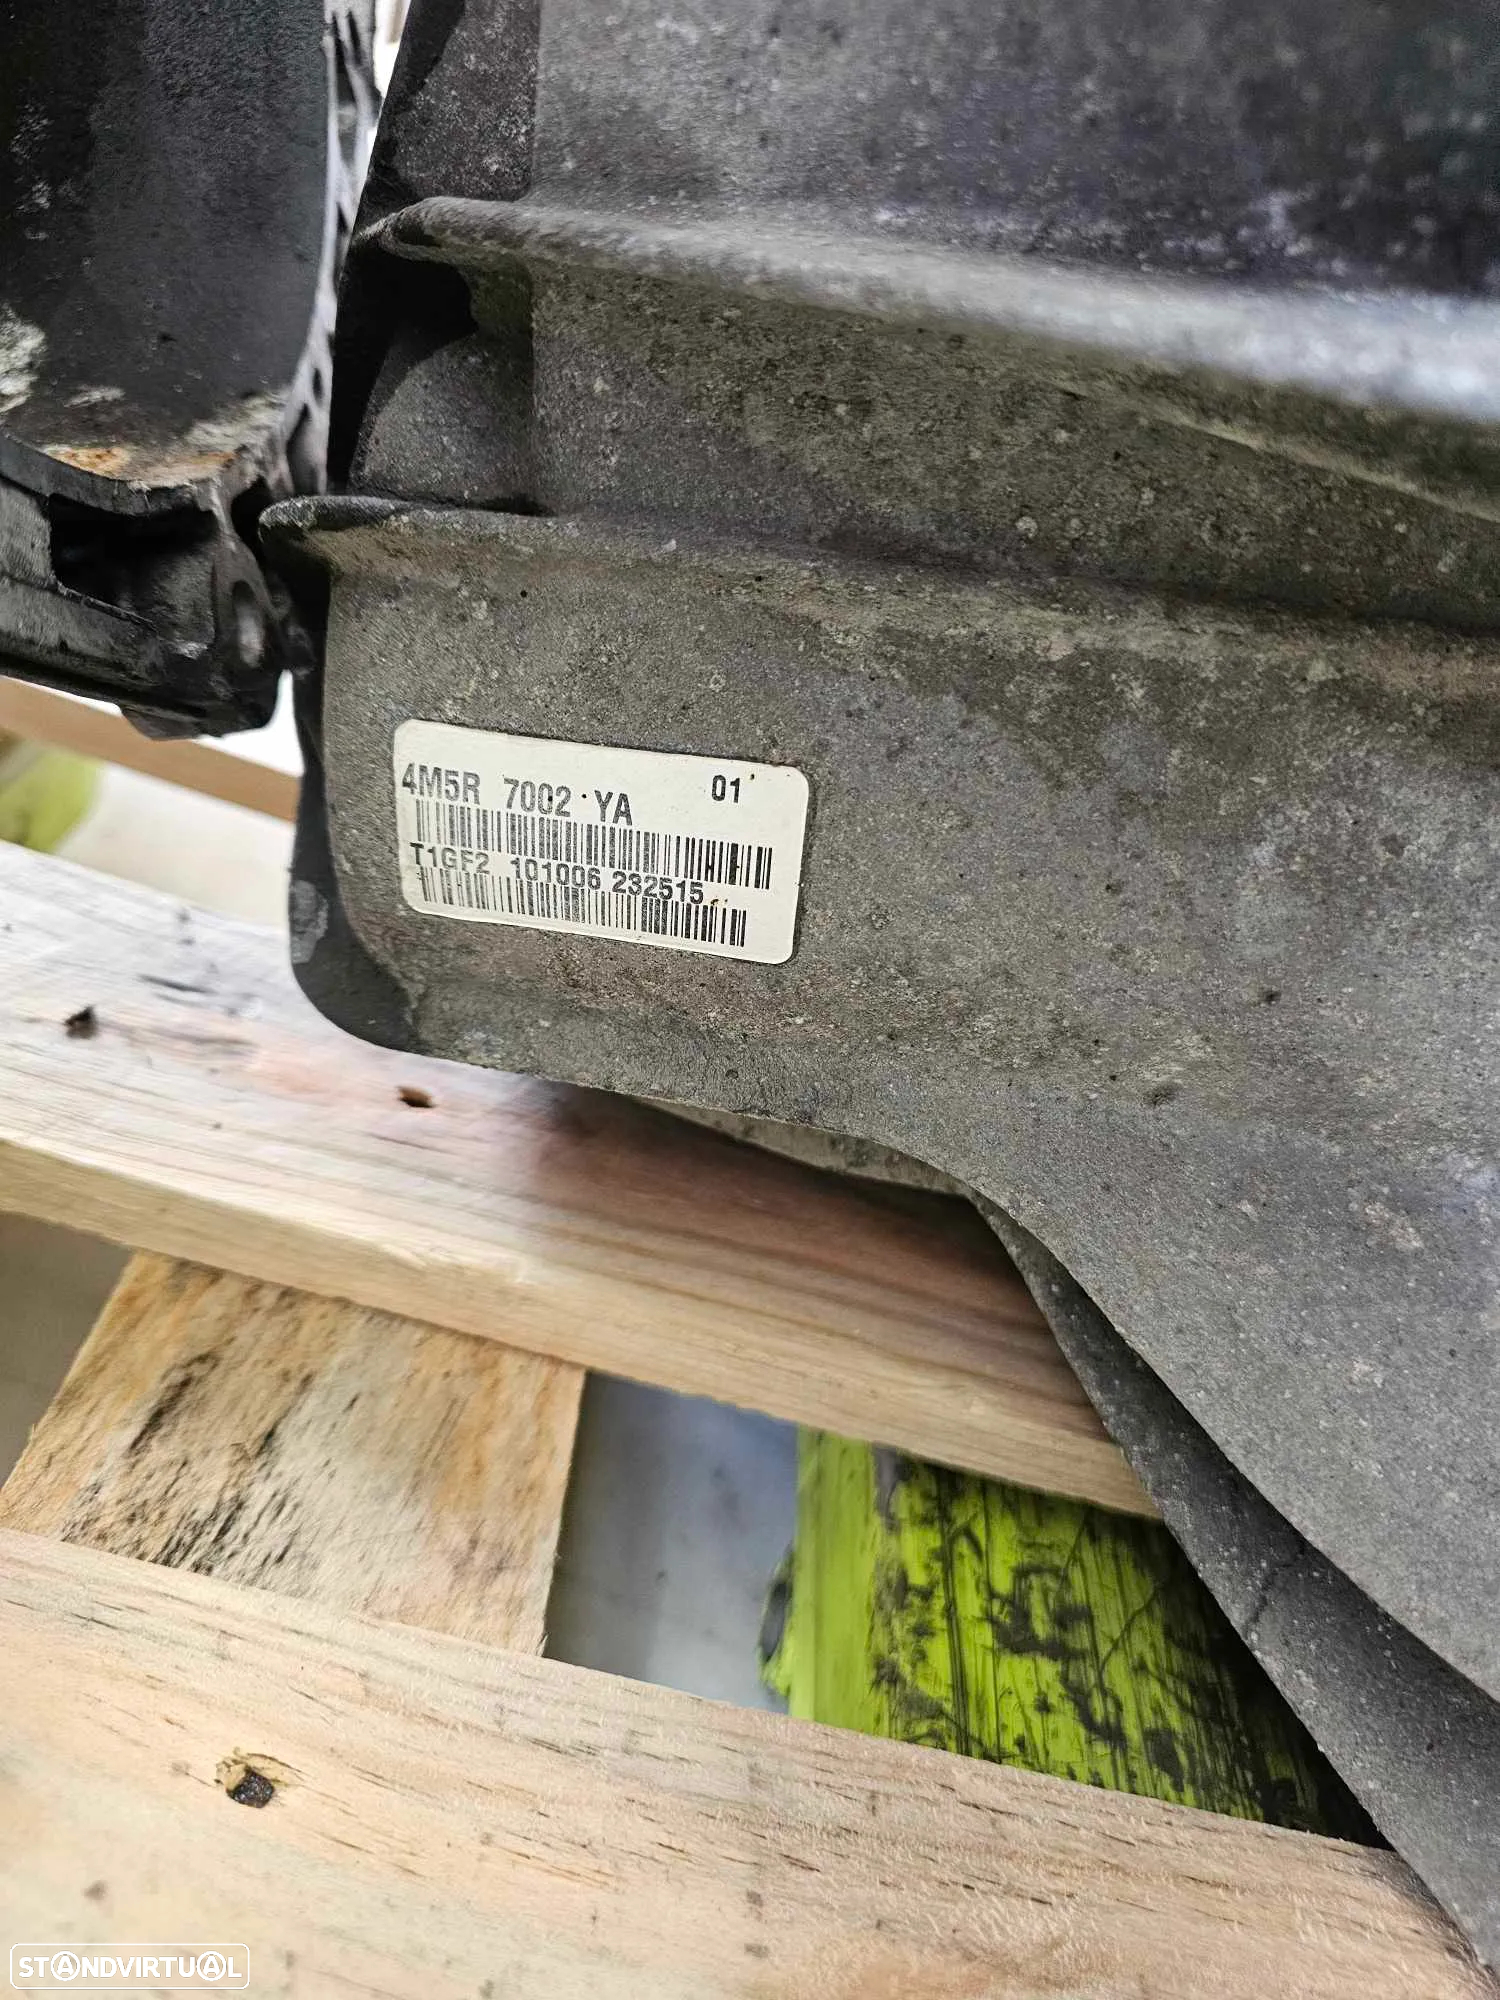 4M5R 7002 YA 01
T1GF2 101006 232515
STANDVIRTUAL